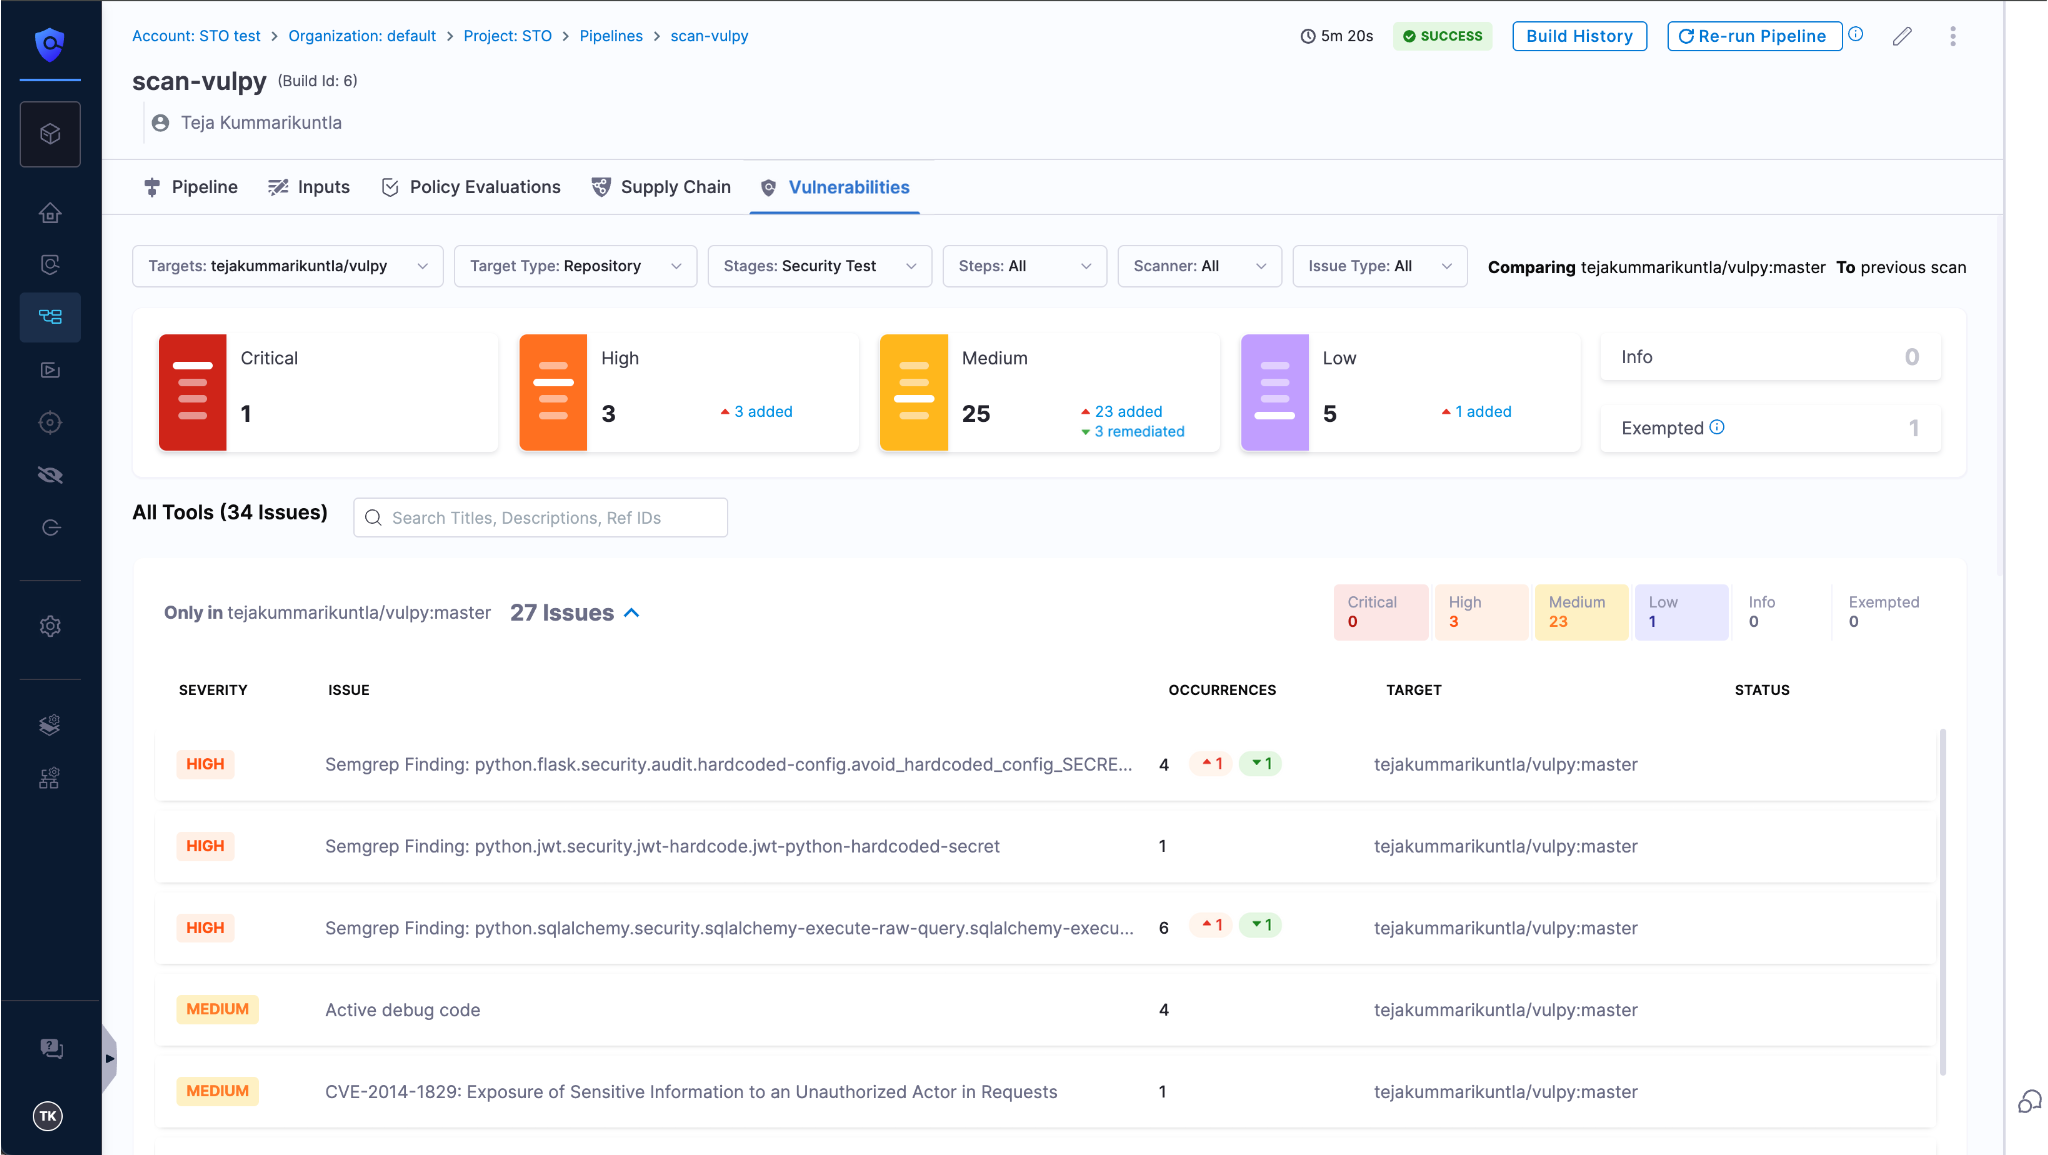 Account: STO test > Organization: default > Project: STO > Pipelines > scan-vulpy
5m 20s SUCCESS Build History Re-run Pipeline
scan-vulpy (Build Id: 6)
Teja Kummarikuntla
Pipeline Inputs Policy Evaluations Supply Chain Vulnerabilities
Targets: tejakummarikuntla/vulpy Target Type: Repository Stages: Security Test Steps: All Scanner: All Issue Type: All Comparing tejakummarikuntla/vulpy:master To previous scan
Critical
1
High
3 3 added
Medium
25 23 added
3 remediated
Low
5 1 added
Info 0
Exempted 1
All Tools (34 Issues) Search Titles, Descriptions, Ref IDs
Only in tejakummarikuntla/vulpy:master 27 Issues
Critical High Medium Low Info Exempted
0 3 23 1 0 0
SEVERITY ISSUE OCCURRENCES TARGET STATUS
HIGH Semgrep Finding: python.flask.security.audit.hardcoded-config.avoid_hardcoded_config_SECRE... 4 1 1 tejakummarikuntla/vulpy:master
HIGH Semgrep Finding: python.jwt.security.jwt-hardcode.jwt-python-hardcoded-secret 1 tejakummarikuntla/vulpy:master
HIGH Semgrep Finding: python.sqlalchemy.security.sqlalchemy-execute-raw-query.sqlalchemy-execu... 6 1 1 tejakummarikuntla/vulpy:master
MEDIUM Active debug code 4 tejakummarikuntla/vulpy:master
MEDIUM CVE-2014-1829: Exposure of Sensitive Information to an Unauthorized Actor in Requests 1 tejakummarikuntla/vulpy:master
TK